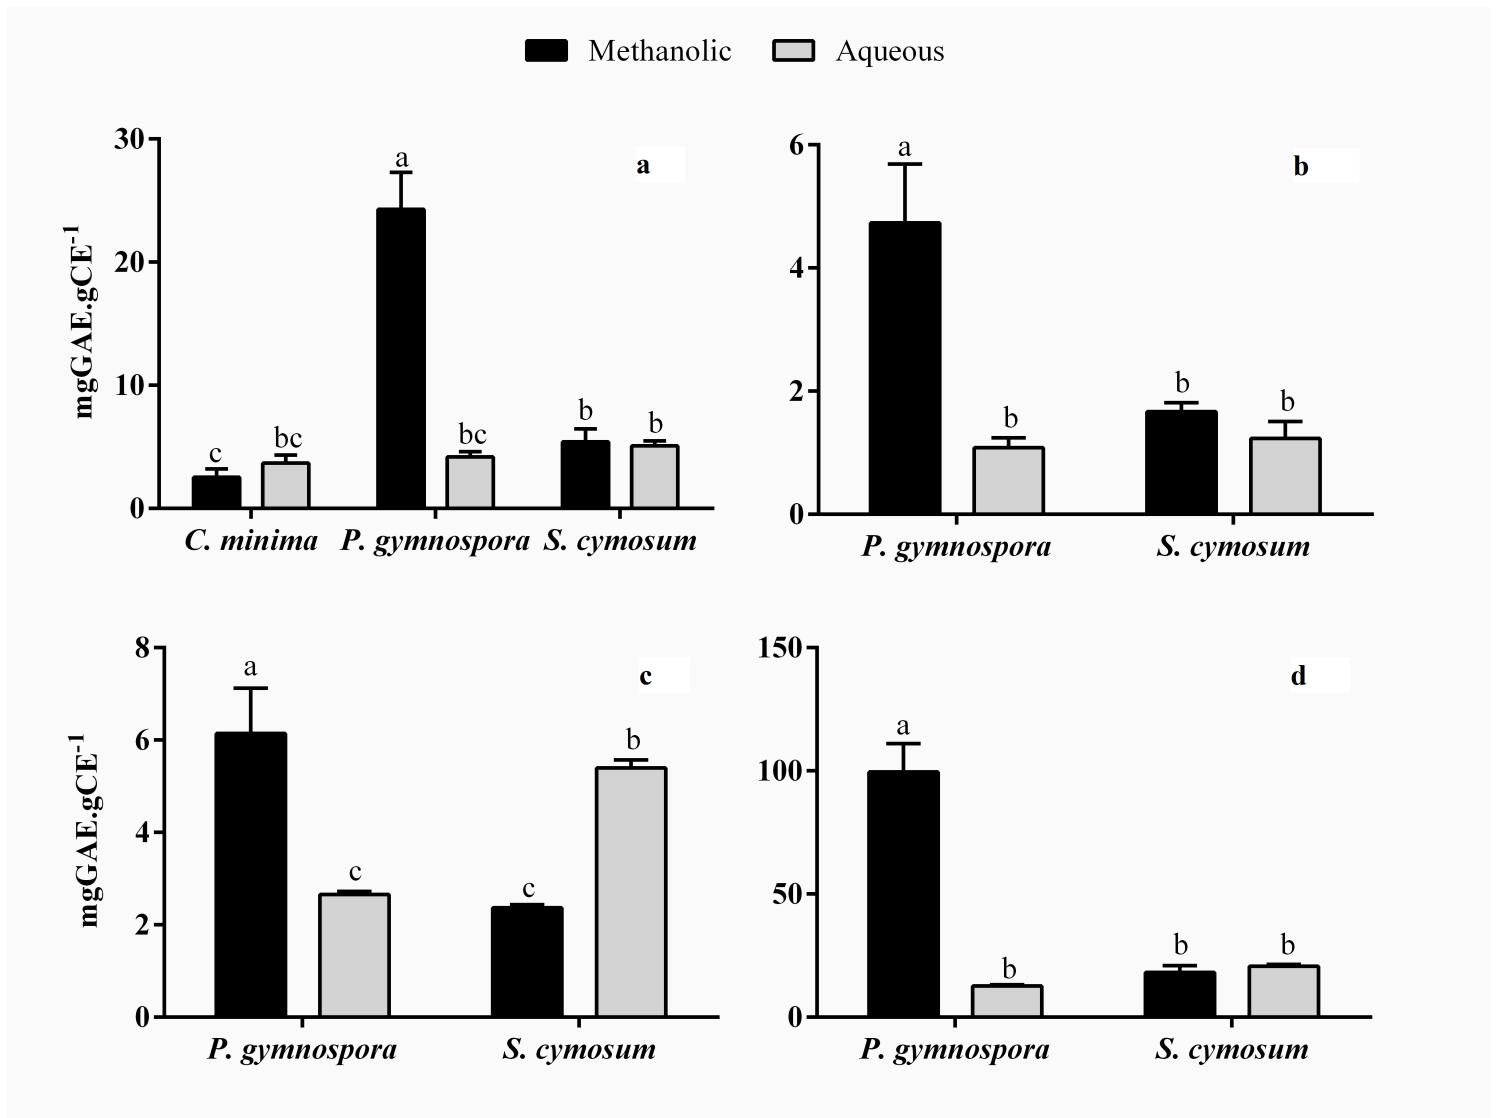 Methanolic Aqueous
a
mgGAE.gCE-1
30
20
10
0
c
bc
a
bc
b
b
C. minima P. gymnospora S. cymosum
b
6
4
2
0
a
b
b
b
P. gymnospora S. cymosum
c
mgGAE.gCE-1
8
6
4
2
0
a
c
c
b
P. gymnospora S. cymosum
d
150
100
50
0
a
b
b
b
P. gymnospora S. cymosum